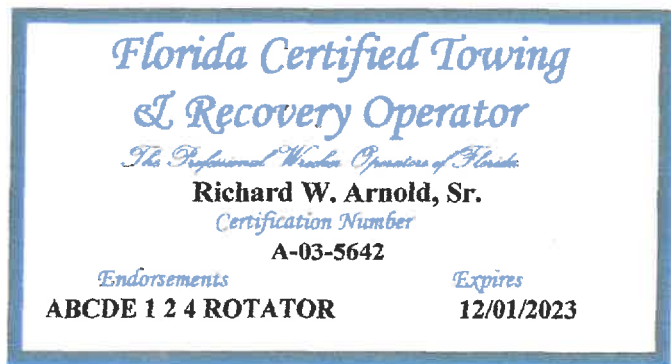 Florida Certified Towing
& Recovery Operator
The Professional Wrecker Operators of Florida
Richard W. Arnold, Sr.
Certification Number
A-03-5642
Endorsements Expires
ABCDE 1 2 4 ROTATOR 12/01/2023